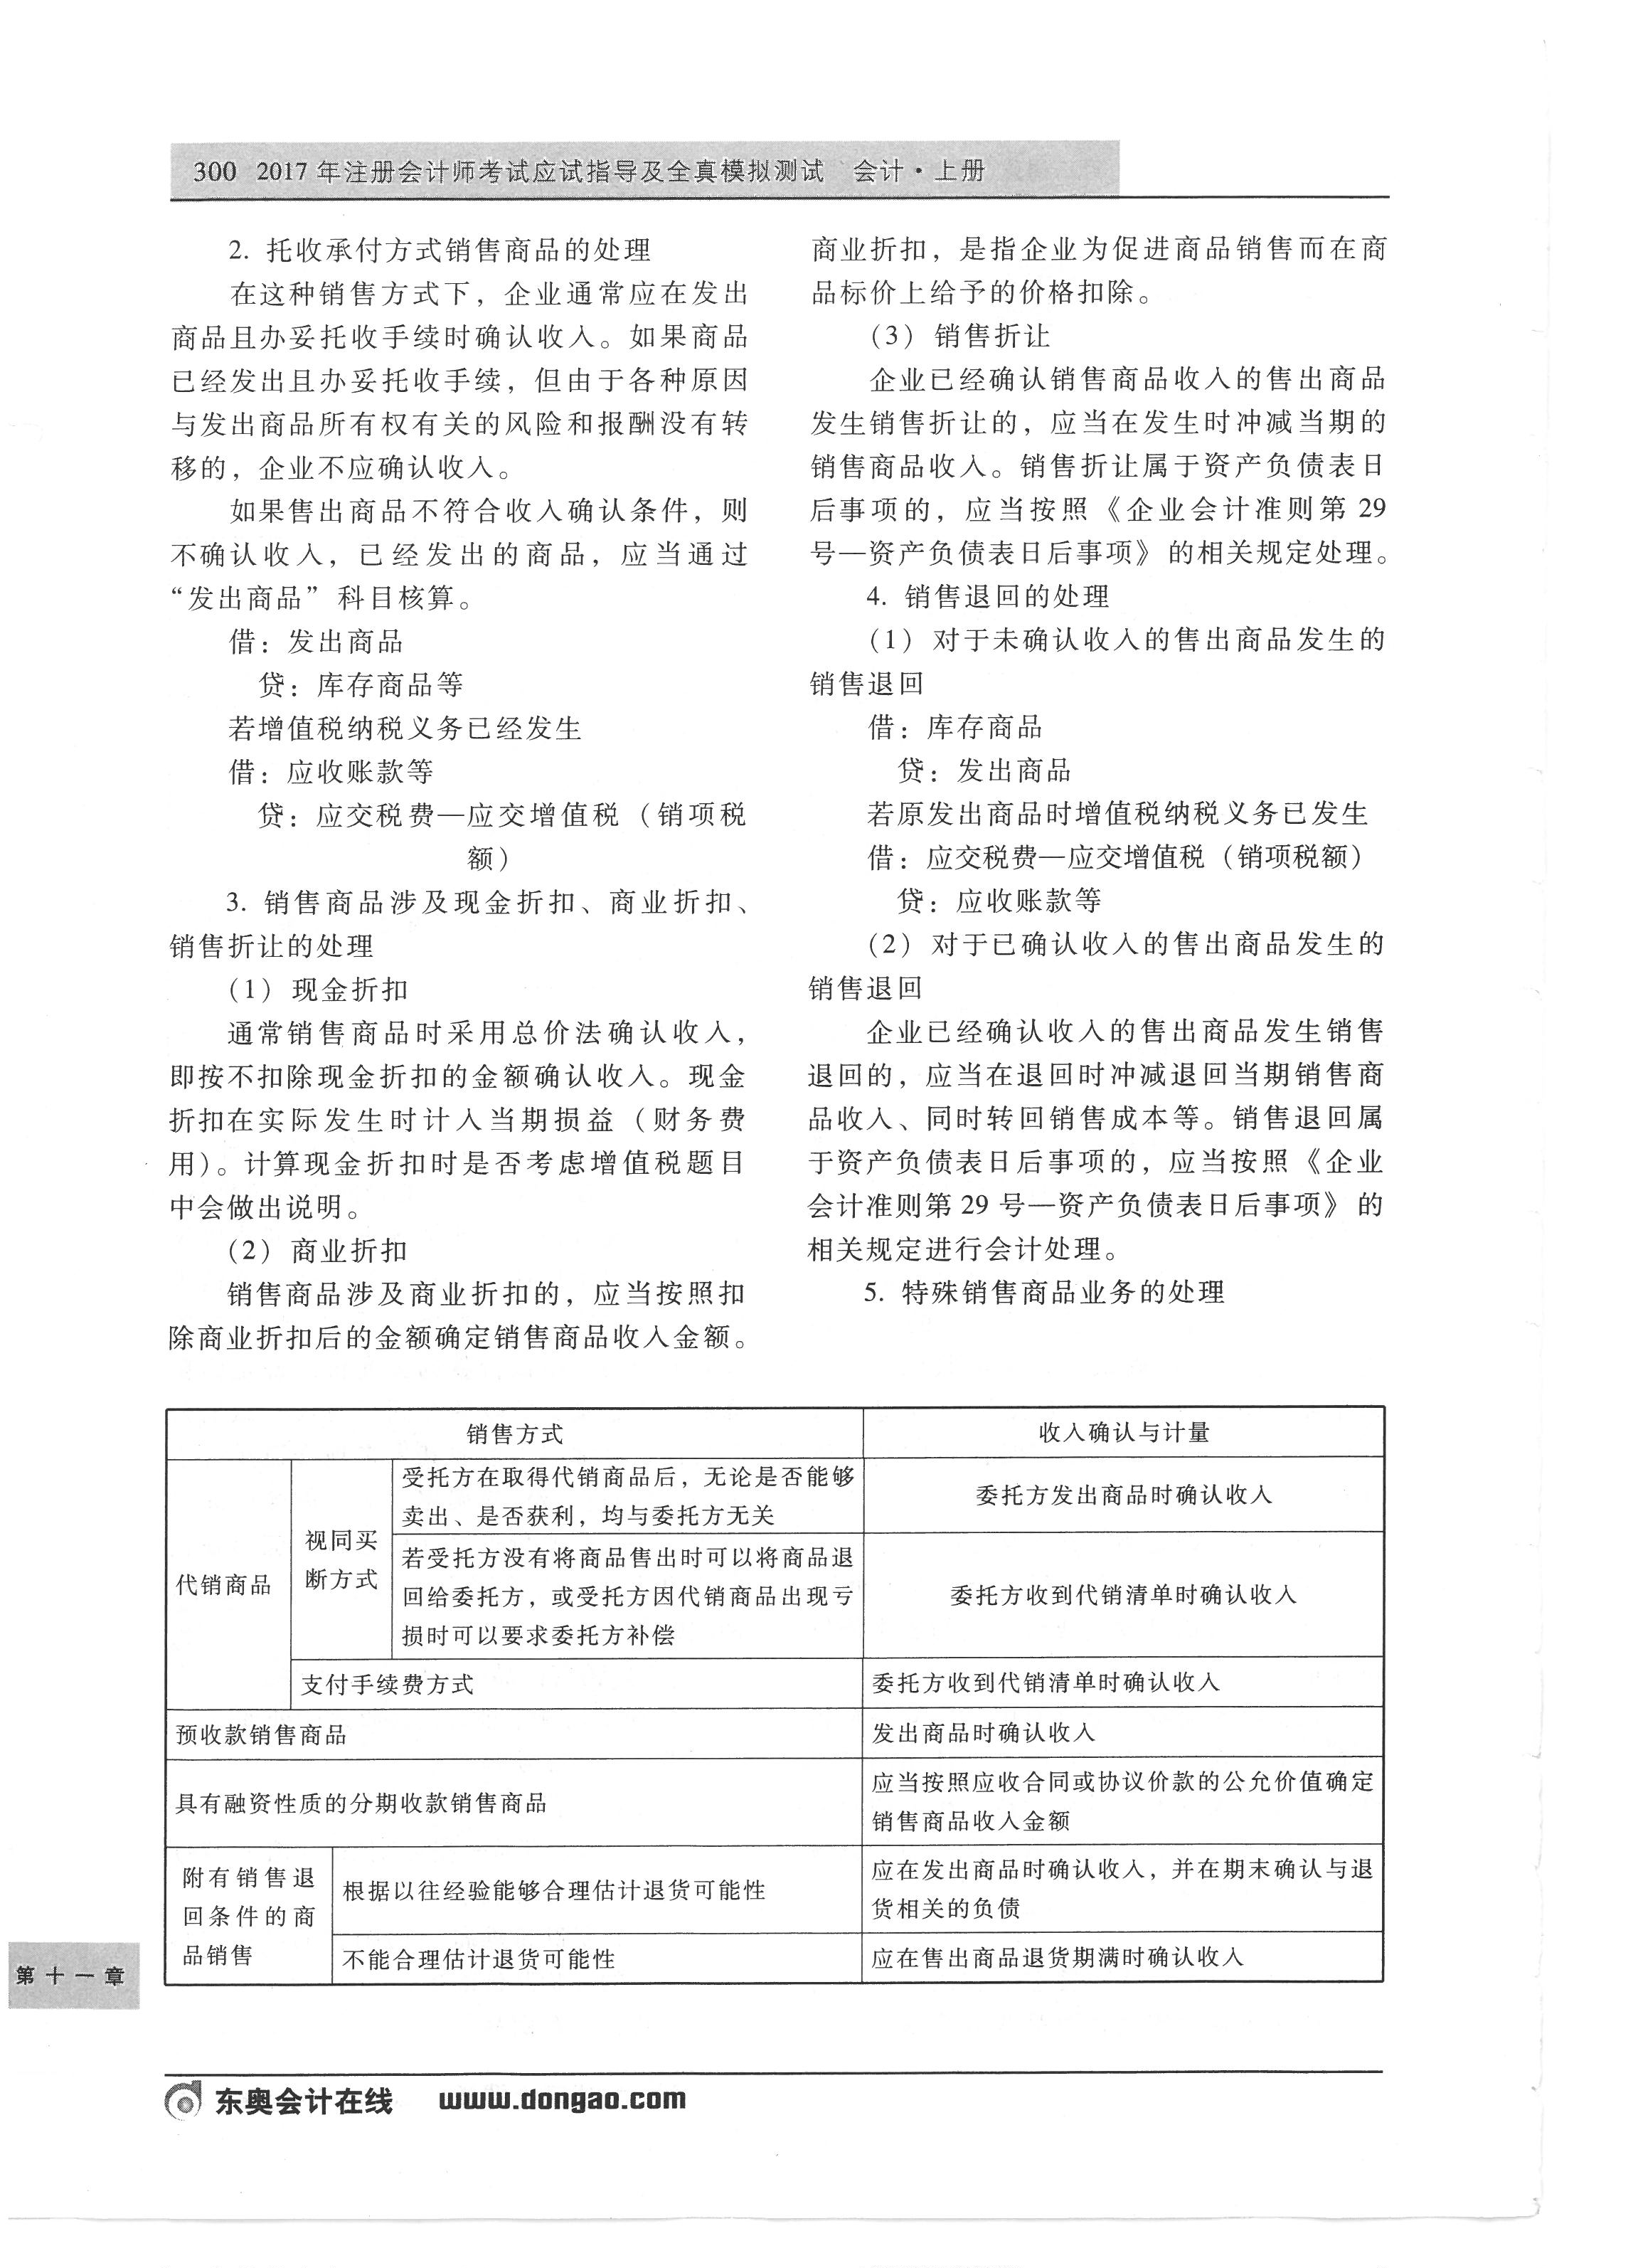 300 2017年注册会计师考试应试指导及全真模拟测试 会计·上册
2. 托收承付方式销售商品的处理
在这种销售方式下，企业通常应在发出
商品且办妥托收手续时确认收入。如果商品
已经发出且办妥托收手续，但由于各种原因
与发出商品所有权有关的风险和报酬没有转
移的，企业不应确认收入。
如果售出商品不符合收入确认条件，则
不确认收入，已经发出的商品，应当通过
“发出商品”科目核算。
借：发出商品
贷：库存商品等
若增值税纳税义务已经发生
借：应收账款等
贷：应交税费—应交增值税（销项税
额）
3. 销售商品涉及现金折扣、商业折扣、
销售折让的处理
（1）现金折扣
通常销售商品时采用总价法确认收入，
即按不扣除现金折扣的金额确认收入。现金
折扣在实际发生时计入当期损益（财务费
用）。计算现金折扣时是否考虑增值税题目
中会做出说明。
（2）商业折扣
销售商品涉及商业折扣的，应当按照扣
除商业折扣后的金额确定销售商品收入金额。
商业折扣，是指企业为促进商品销售而在商
品标价上给予的价格扣除。
（3）销售折让
企业已经确认销售商品收入的售出商品
发生销售折让的，应当在发生时冲减当期的
销售商品收入。销售折让属于资产负债表日
后事项的，应当按照《企业会计准则第 29
号—资产负债表日后事项》的相关规定处理。
4. 销售退回的处理
（1）对于未确认收入的售出商品发生的
销售退回
借：库存商品
贷：发出商品
若原发出商品时增值税纳税义务已发生
借：应交税费—应交增值税（销项税额）
贷：应收账款等
（2）对于已确认收入的售出商品发生的
销售退回
企业已经确认收入的售出商品发生销售
退回的，应当在退回时冲减退回当期销售商
品收入、同时转回销售成本等。销售退回属
于资产负债表日后事项的，应当按照《企业
会计准则第 29 号—资产负债表日后事项》的
相关规定进行会计处理。
5. 特殊销售商品业务的处理
销售方式 收入确认与计量
代销商品
视同买
断方式
受托方在取得代销商品后，无论是否能够
卖出、是否获利，均与委托方无关
委托方发出商品时确认收入
若受托方没有将商品售出时可以将商品退
回给委托方，或受托方因代销商品出现亏
损时可以要求委托方补偿
委托方收到代销清单时确认收入
支付手续费方式 委托方收到代销清单时确认收入
预收款销售商品 发出商品时确认收入
具有融资性质的分期收款销售商品
应当按照应收合同或协议价款的公允价值确定
销售商品收入金额
附有销售退
回条件的商
品销售
根据以往经验能够合理估计退货可能性
应在发出商品时确认收入，并在期末确认与退
货相关的负债
不能合理估计退货可能性 应在售出商品退货期满时确认收入
第十一章
东奥会计在线 www.dongao.com